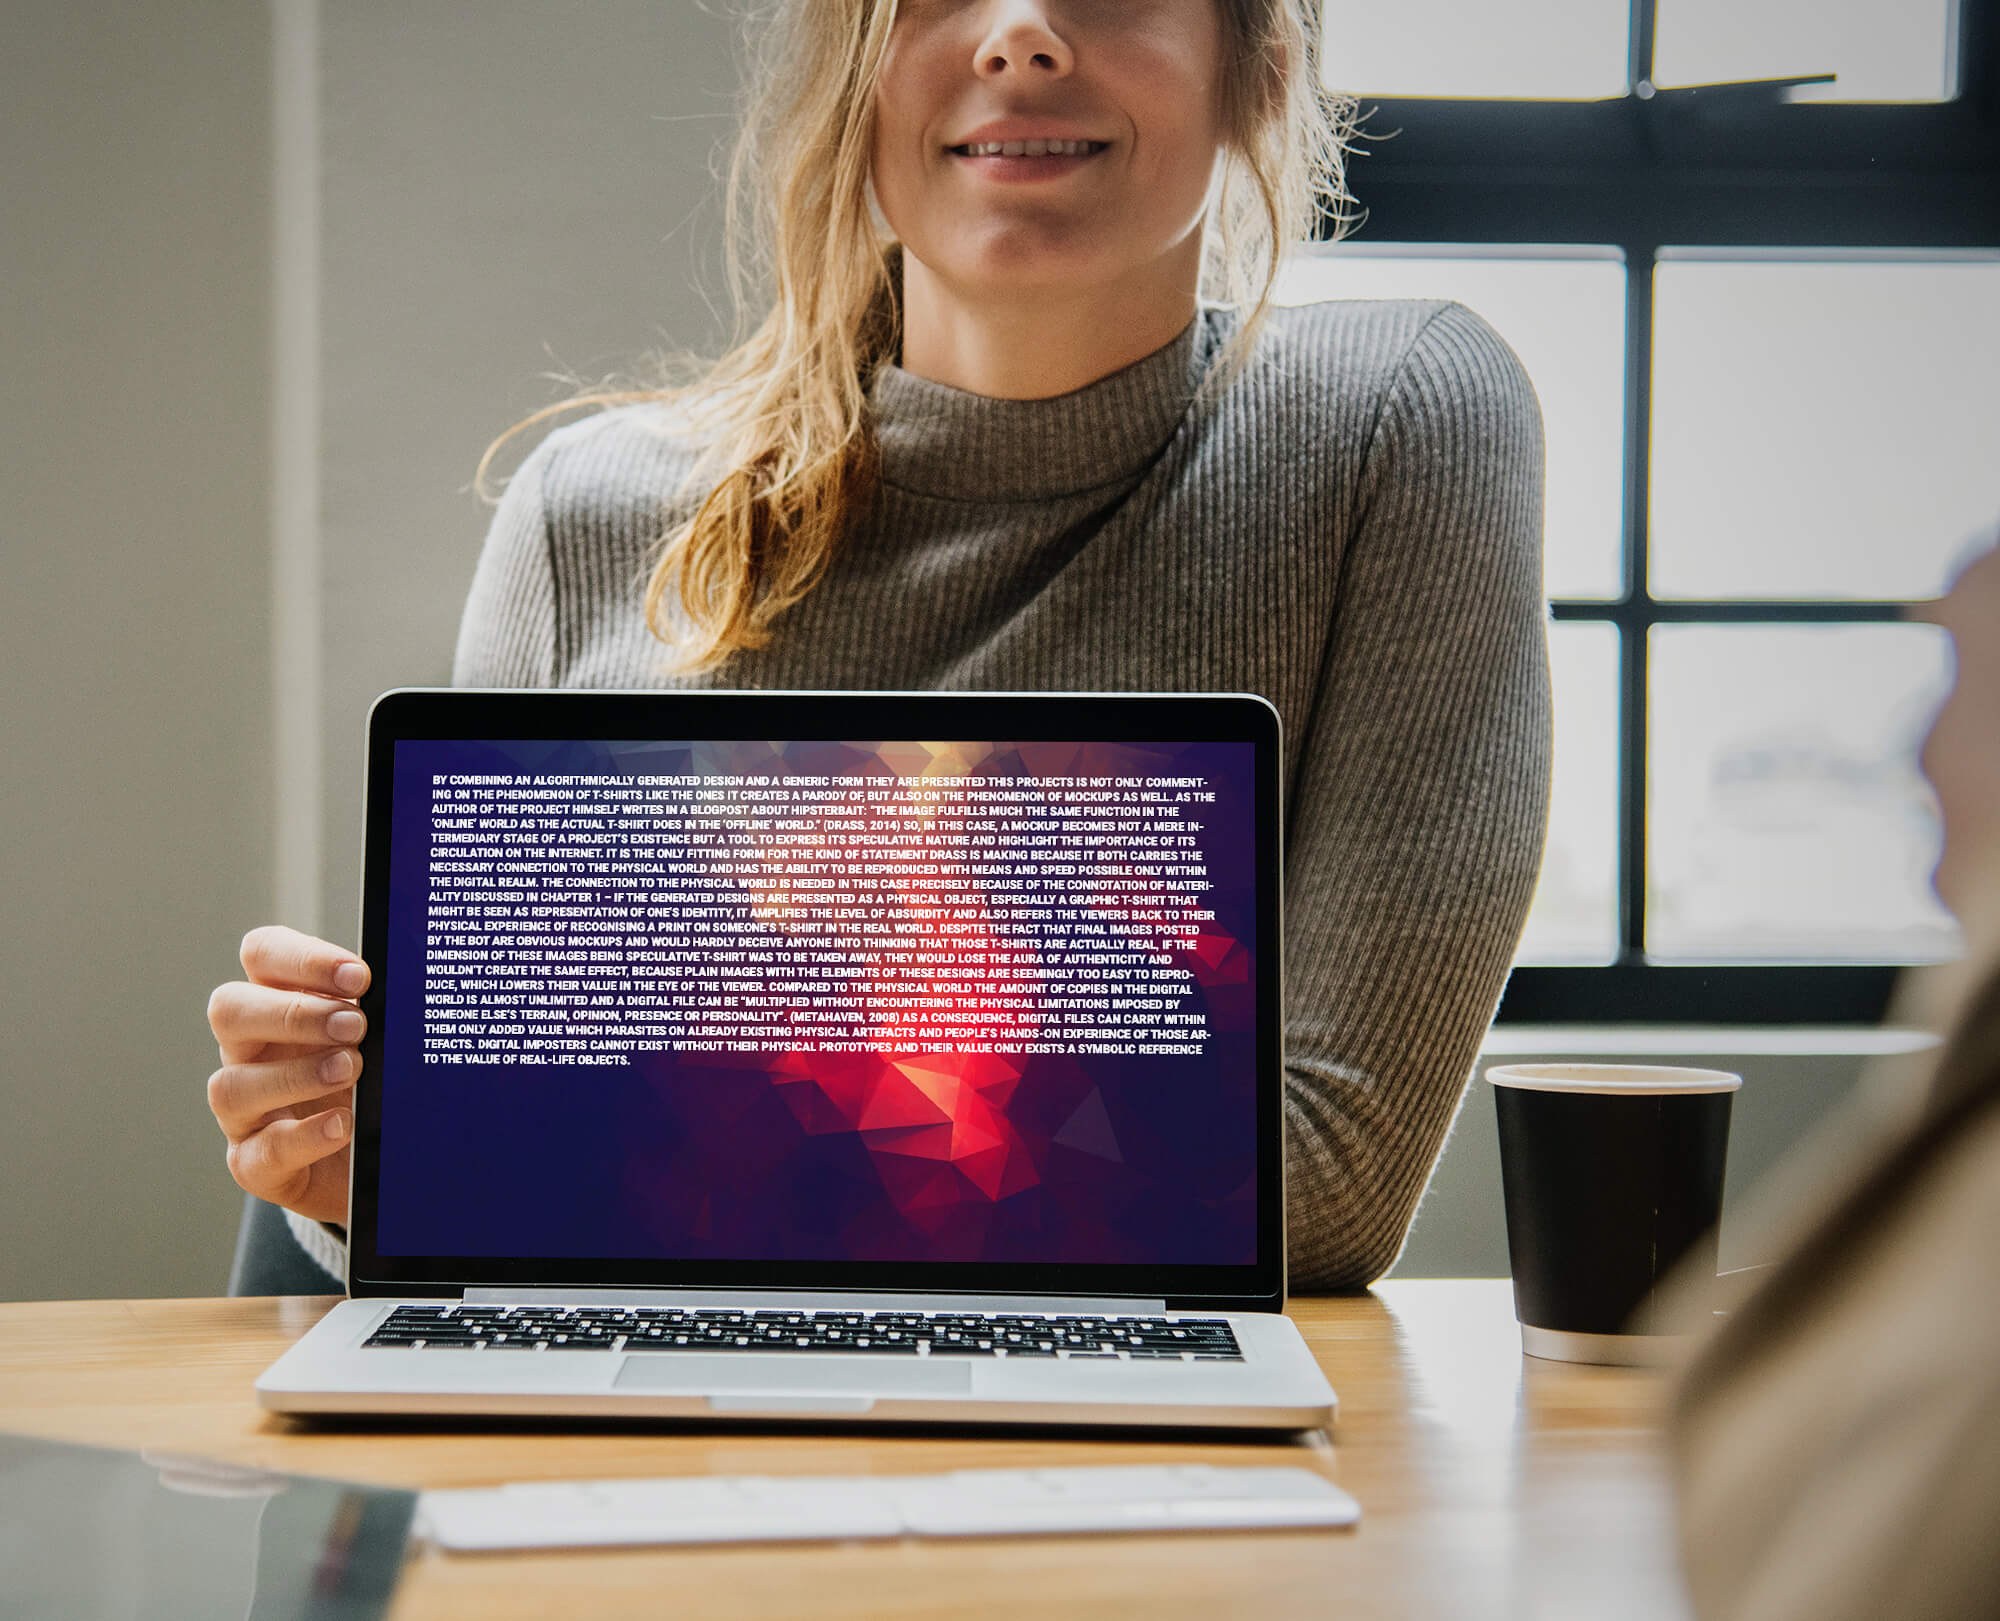 BY COMBINING AN ALGORITHMICALLY GENERATED DESIGN AND A GENERIC FORM THEY ARE PRESENTED THIS PROJECTS IS NOT ONLY COMMENT-
ING ON THE PHENOMENON OF T-SHIRTS LIKE THE ONES IT CREATES A PARODY OF, BUT ALSO ON THE PHENOMENON OF MOCKUPS AS WELL. AS THE
AUTHOR OF THE PROJECT HIMSELF WRITES IN A BLOGPOST ABOUT HIPSTERBAIT: "THE IMAGE FULFILLS MUCH THE SAME FUNCTION IN THE
'ONLINE' WORLD AS THE ACTUAL T-SHIRT DOES IN THE 'OFFLINE' WORLD." (DRASS, 2014) SO, IN THIS CASE, A MOCKUP BECOMES NOT A MERE IN-
TERMEDIARY STAGE OF A PROJECT'S EXISTENCE BUT A TOOL TO EXPRESS ITS SPECULATIVE NATURE AND HIGHLIGHT THE IMPORTANCE OF ITS
CIRCULATION ON THE INTERNET. IT IS THE ONLY FITTING FORM FOR THE KIND OF STATEMENT DRASS IS MAKING BECAUSE IT BOTH CARRIES THE
NECESSARY CONNECTION TO THE PHYSICAL WORLD AND HAS THE ABILITY TO BE REPRODUCED WITH MEANS AND SPEED POSSIBLE ONLY WITHIN
THE DIGITAL REALM. THE CONNECTION TO THE PHYSICAL WORLD IS NEEDED IN THIS CASE PRECISELY BECAUSE OF THE CONNOTATION OF MATERI-
ALITY DISCUSSED IN CHAPTER 1 – IF THE GENERATED DESIGNS ARE PRESENTED AS A PHYSICAL OBJECT, ESPECIALLY A GRAPHIC T-SHIRT THAT
MIGHT BE SEEN AS REPRESENTATION OF ONE'S IDENTITY, IT AMPLIFIES THE LEVEL OF ABSURDITY AND ALSO REFERS THE VIEWERS BACK TO THEIR
PHYSICAL EXPERIENCE OF RECOGNISING A PRINT ON SOMEONE'S T-SHIRT IN THE REAL WORLD. DESPITE THE FACT THAT FINAL IMAGES POSTED
BY THE BOT ARE OBVIOUS MOCKUPS AND WOULD HARDLY DECEIVE ANYONE INTO THINKING THAT THOSE T-SHIRTS ARE ACTUALLY REAL, IF THE
DIMENSION OF THESE IMAGES BEING SPECULATIVE T-SHIRT WAS TO BE TAKEN AWAY, THEY WOULD LOSE THE AURA OF AUTHENTICITY AND
WOULDN'T CREATE THE SAME EFFECT, BECAUSE PLAIN IMAGES WITH THE ELEMENTS OF THESE DESIGNS ARE SEEMINGLY TOO EASY TO REPRO-
DUCE, WHICH LOWERS THEIR VALUE IN THE EYE OF THE VIEWER. COMPARED TO THE PHYSICAL WORLD THE AMOUNT OF COPIES IN THE DIGITAL
WORLD IS ALMOST UNLIMITED AND A DIGITAL FILE CAN BE "MULTIPLIED WITHOUT ENCOUNTERING THE PHYSICAL LIMITATIONS IMPOSED BY
SOMEONE ELSE'S TERRAIN, OPINION, PRESENCE OR PERSONALITY". (METAHAVEN, 2008) AS A CONSEQUENCE, DIGITAL FILES CAN CARRY WITHIN
THEM ONLY ADDED VALUE WHICH PARASITES ON ALREADY EXISTING PHYSICAL ARTEFACTS AND PEOPLE'S HANDS-ON EXPERIENCE OF THOSE AR-
TEFACTS. DIGITAL IMPOSTERS CANNOT EXIST WITHOUT THEIR PHYSICAL PROTOTYPES AND THEIR VALUE ONLY EXISTS A SYMBOLIC REFERENCE
TO THE VALUE OF REAL-LIFE OBJECTS.